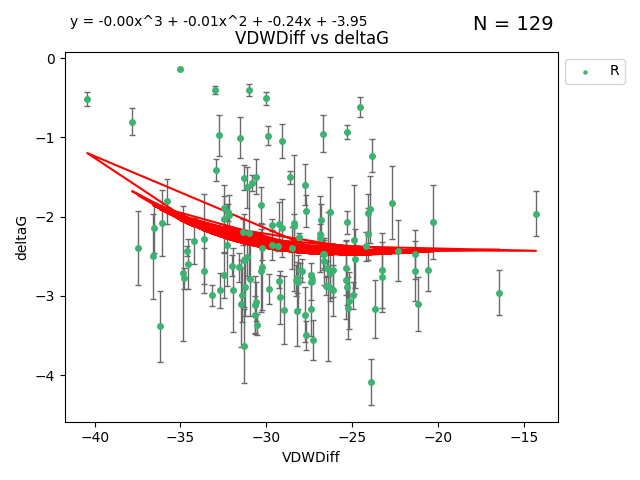 y = -0.00x^3 + -0.01x^2 + -0.24x + -3.95
N = 129
VDWDiff vs deltaG
R
0
−1
−2
−3
−4
deltaG
−40 −35 −30 −25 −20 −15
VDWDiff